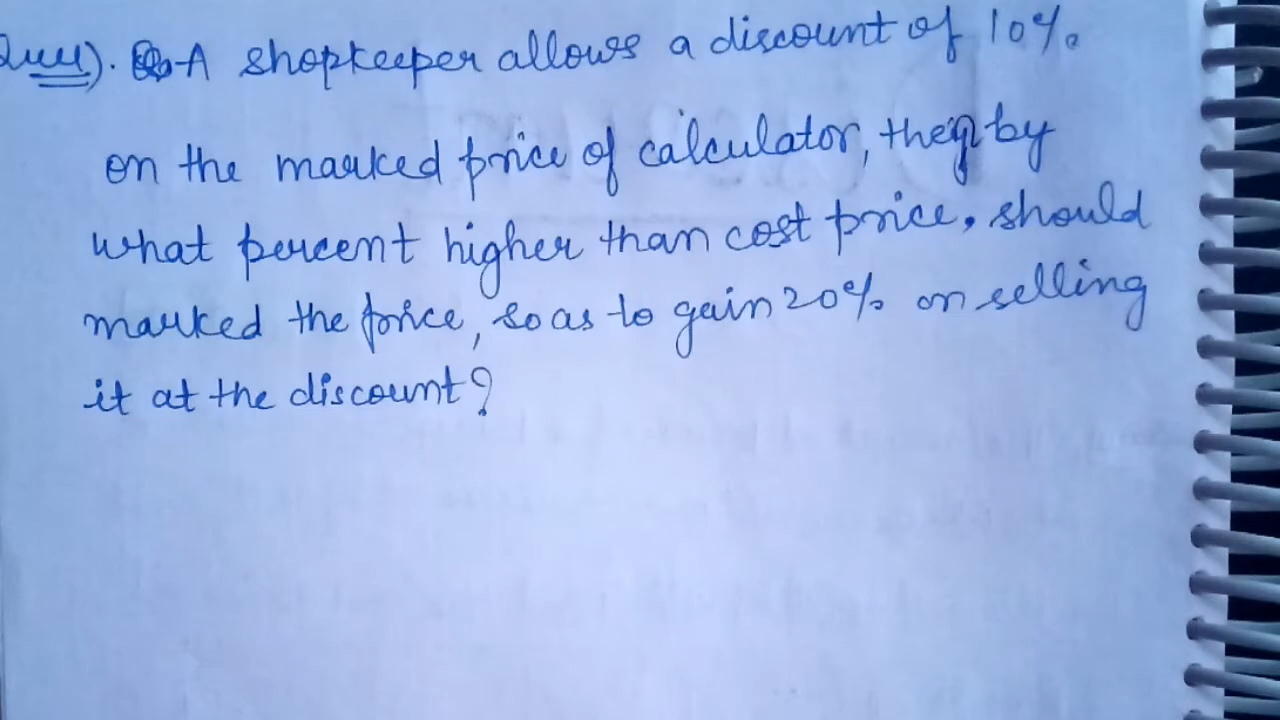 Ques). A shopkeeper allows a discount of 10%
on the marked price of calculator, then by
what percent higher than cost price, should
marked the price, so as to gain 20% on selling
it at the discount?